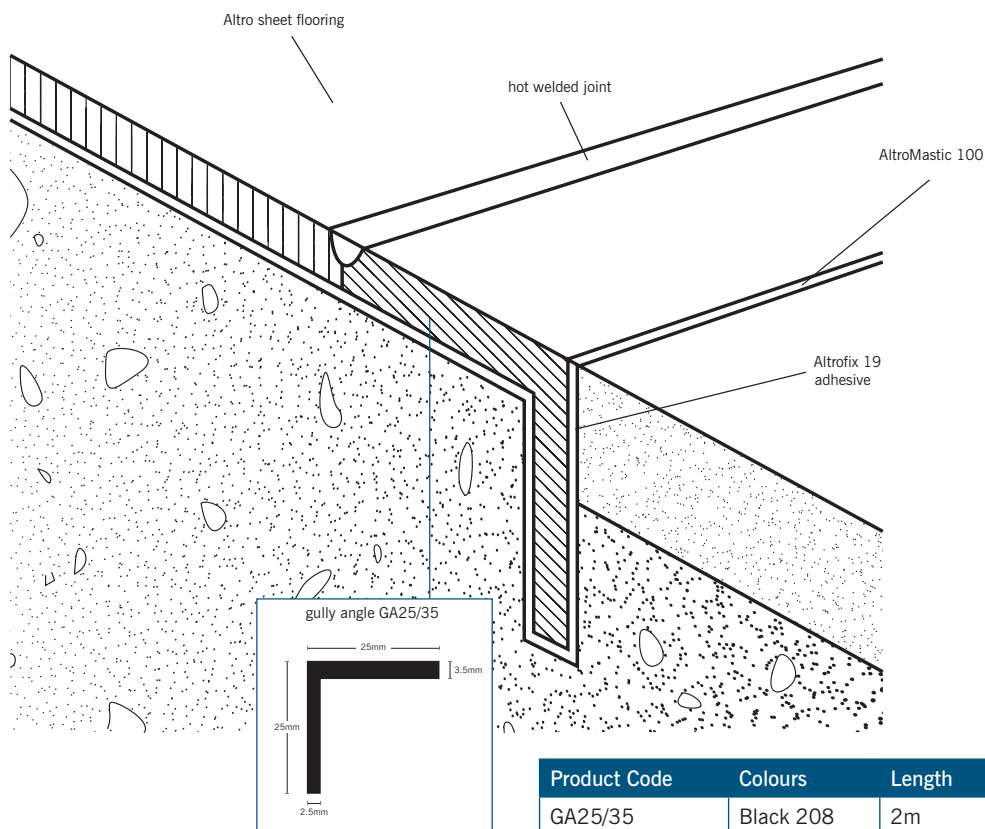 Altro sheet flooring
hot welded joint
AltroMastic 100
Altrofix 19
adhesive
gully angle GA25/35
25mm
3.5mm
25mm
2.5mm
Product Code Colours Length
GA25/35 Black 208 2m